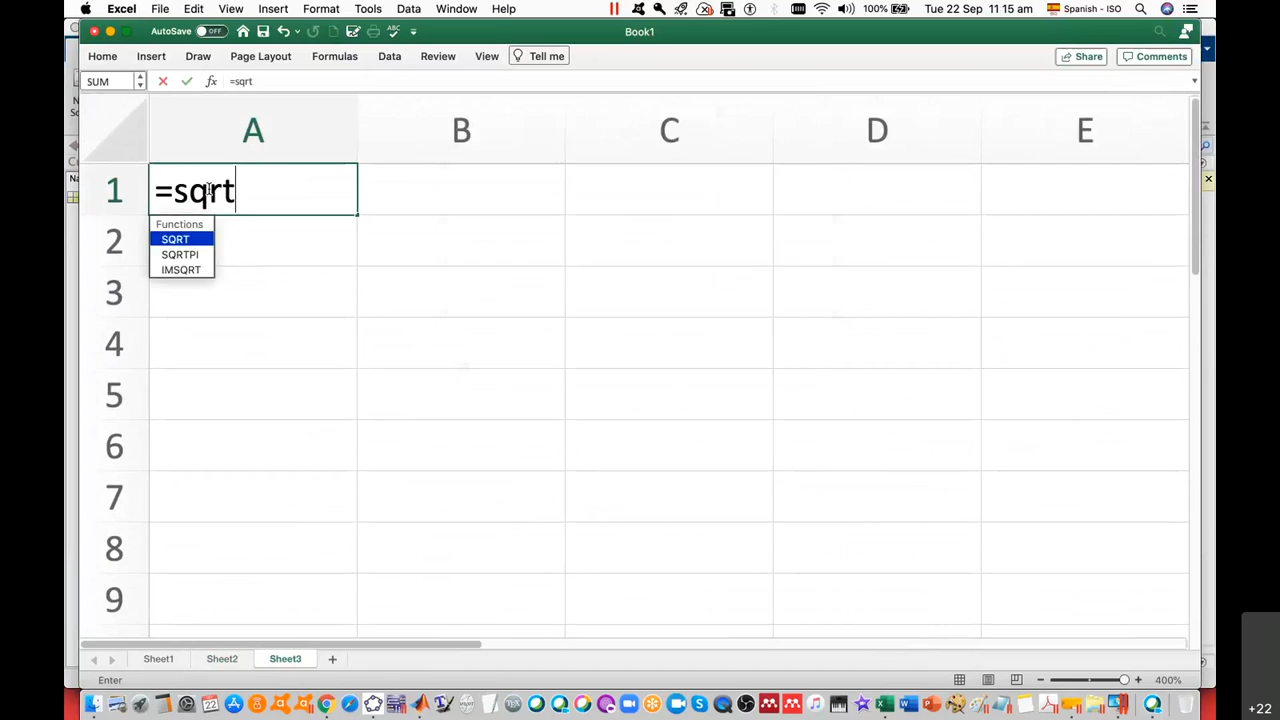 Excel File Edit View Insert Format Tools Data Window Help 100% Tue 22 Sep 11:15 am Spanish - ISO
AutoSave OFF Book1
Home Insert Draw Page Layout Formulas Data Review View Tell me Share Comments
SUM fx =sqrt
A B C D E
1 =sqrt
Functions
SQRT
2
SQRTPI
IMSQRT
3
4
5
6
7
8
9
Sheet1 Sheet2 Sheet3 +
Enter 400%
+22